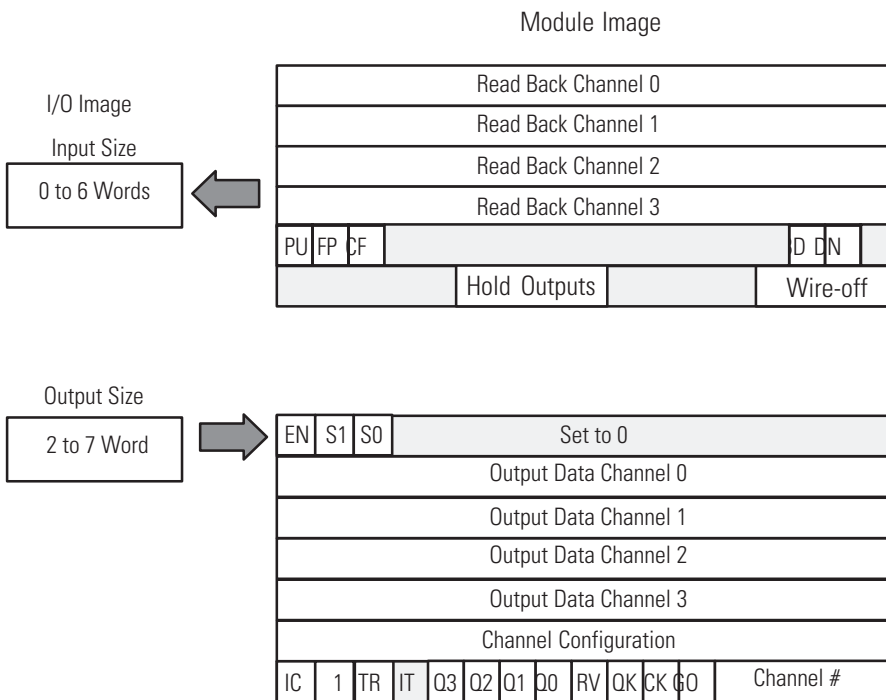 Module Image
I/O Image
Input Size
0 to 6 Words
Read Back Channel 0
Read Back Channel 1
Read Back Channel 2
Read Back Channel 3
PU FP CF D DN
Hold Outputs Wire-off
Output Size
2 to 7 Word
EN S1 S0 Set to 0
Output Data Channel 0
Output Data Channel 1
Output Data Channel 2
Output Data Channel 3
Channel Configuration
IC 1 TR IT Q3 Q2 Q1 Q0 RV QK CK GO Channel #